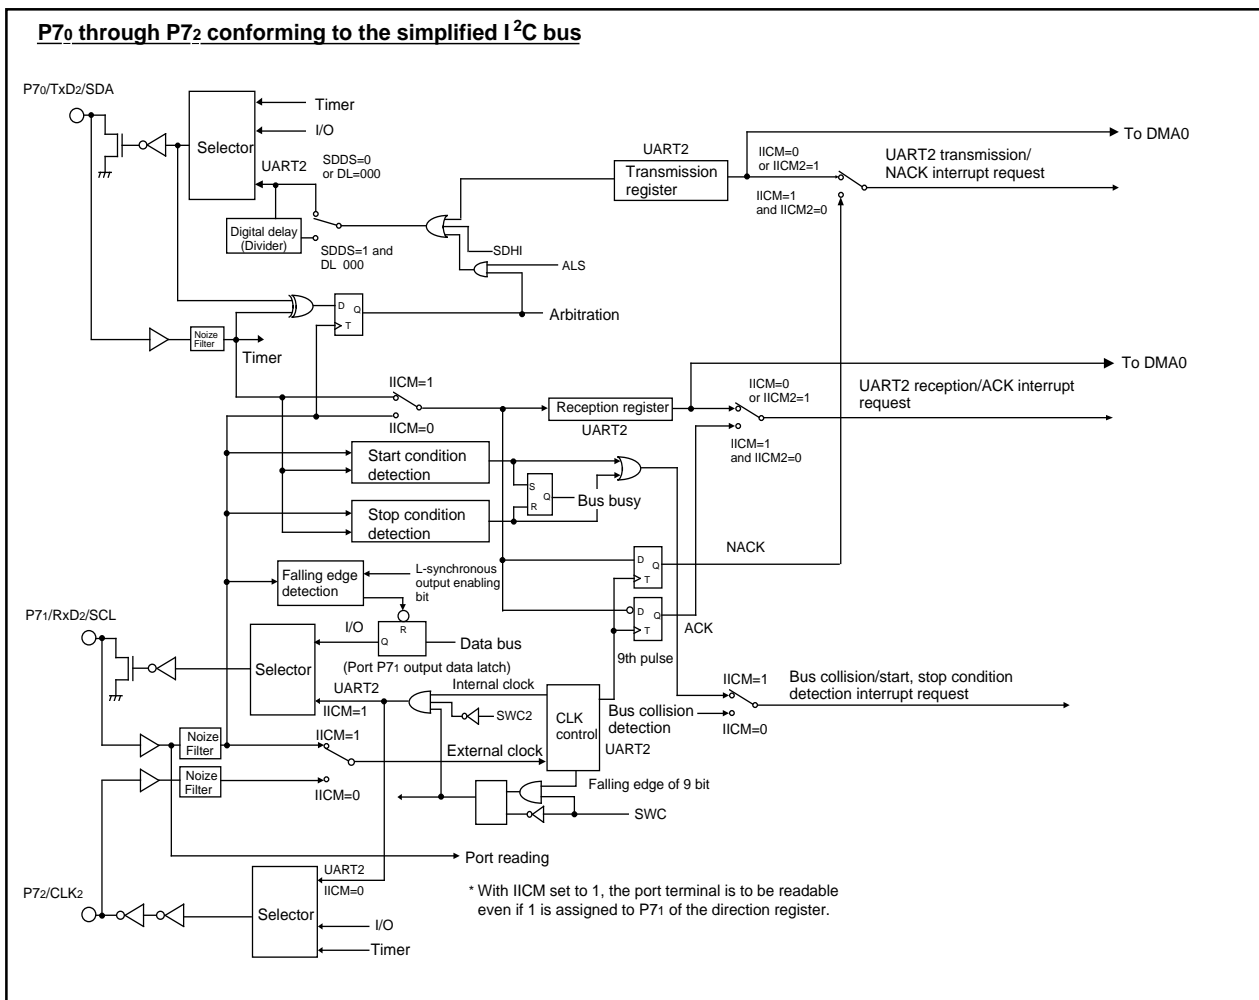 P70 through P72 conforming to the simplified I2C bus
P70/TxD2/SDA
Timer
I/O
Selector
UART2
SDDS=0
or DL=000
Digital delay
(Divider)
SDDS=1 and
DL 000
SDHI
ALS
UART2
Transmission
register
IICM=0
or IICM2=1
IICM=1
and IICM2=0
To DMA0
UART2 transmission/
NACK interrupt request
D
Q
T
Arbitration
Noize
Filter
Timer
IICM=1
IICM=0
Reception register
UART2
IICM=0
or IICM2=1
IICM=1
and IICM2=0
To DMA0
UART2 reception/ACK interrupt
request
Start condition
detection
Stop condition
detection
S
Q
R
Bus busy
NACK
D
Q
T
D
Q
T
ACK
9th pulse
Falling edge
detection
L-synchronous
output enabling
bit
P71/RxD2/SCL
I/O
R
Q
Data bus
(Port P71 output data latch)
Selector
UART2
IICM=1
Internal clock
SWC2
CLK
control
UART2
Bus collision
detection
IICM=1
IICM=0
Bus collision/start, stop condition
detection interrupt request
Noize
Filter
IICM=1
External clock
Noize
Filter
IICM=0
Falling edge of 9 bit
SWC
Port reading
P72/CLK2
UART2
IICM=0
Selector
I/O
Timer
* With IICM set to 1, the port terminal is to be readable
even if 1 is assigned to P71 of the direction register.